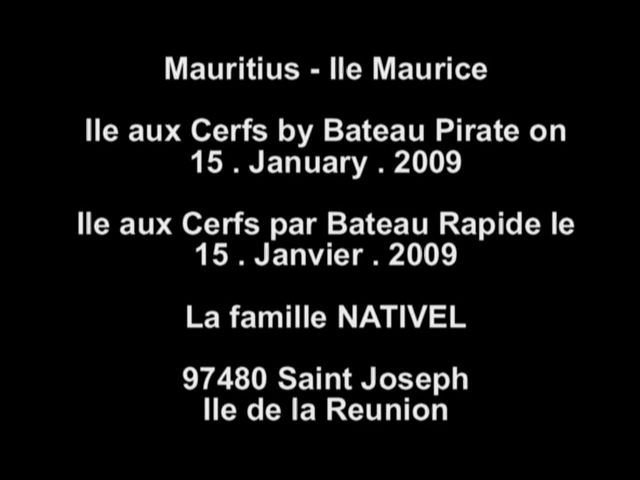 Mauritius - Ile Maurice
Ile aux Cerfs by Bateau Pirate on
15 . January . 2009
Ile aux Cerfs par Bateau Rapide le
15 . Janvier . 2009
La famille NATIVEL
97480 Saint Joseph
Ile de la Reunion